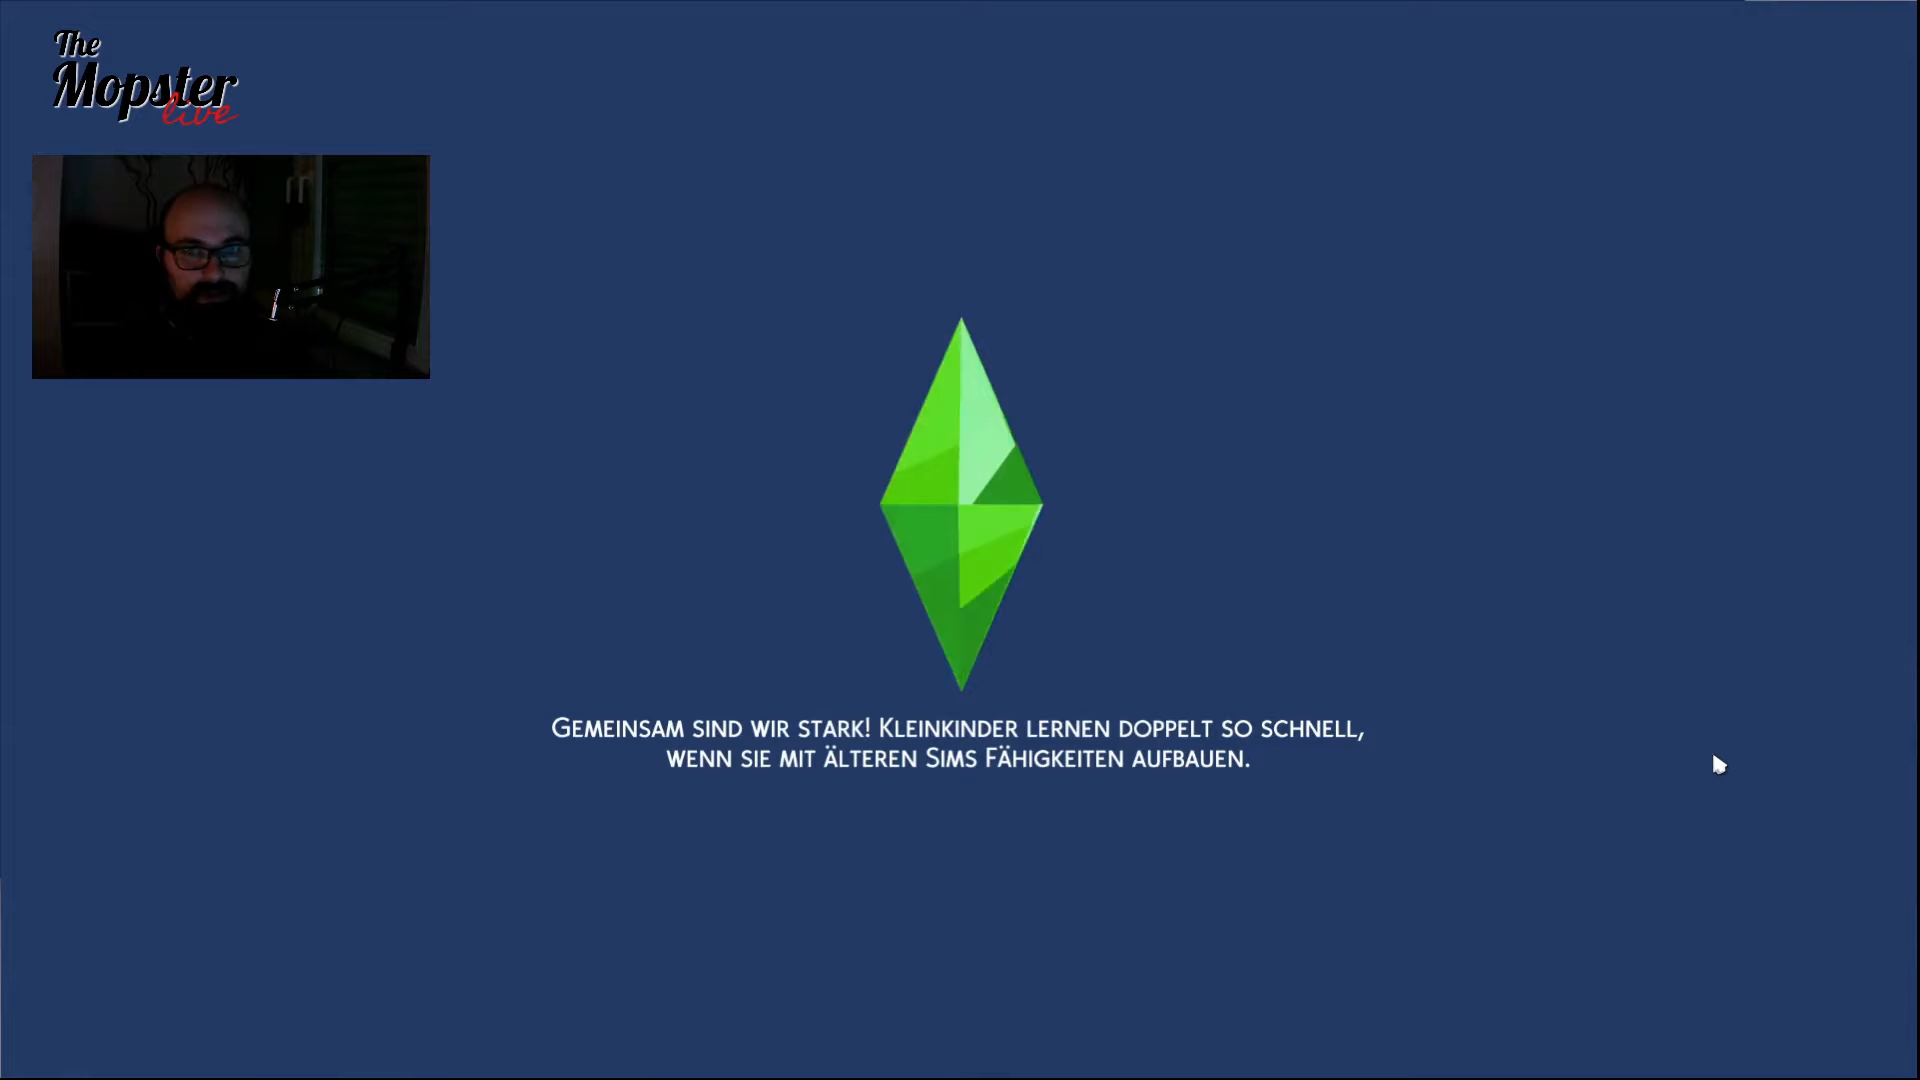 The
Mopster
live
Gemeinsam sind wir stark! Kleinkinder lernen doppelt so schnell,
wenn sie mit älteren Sims Fähigkeiten aufbauen.